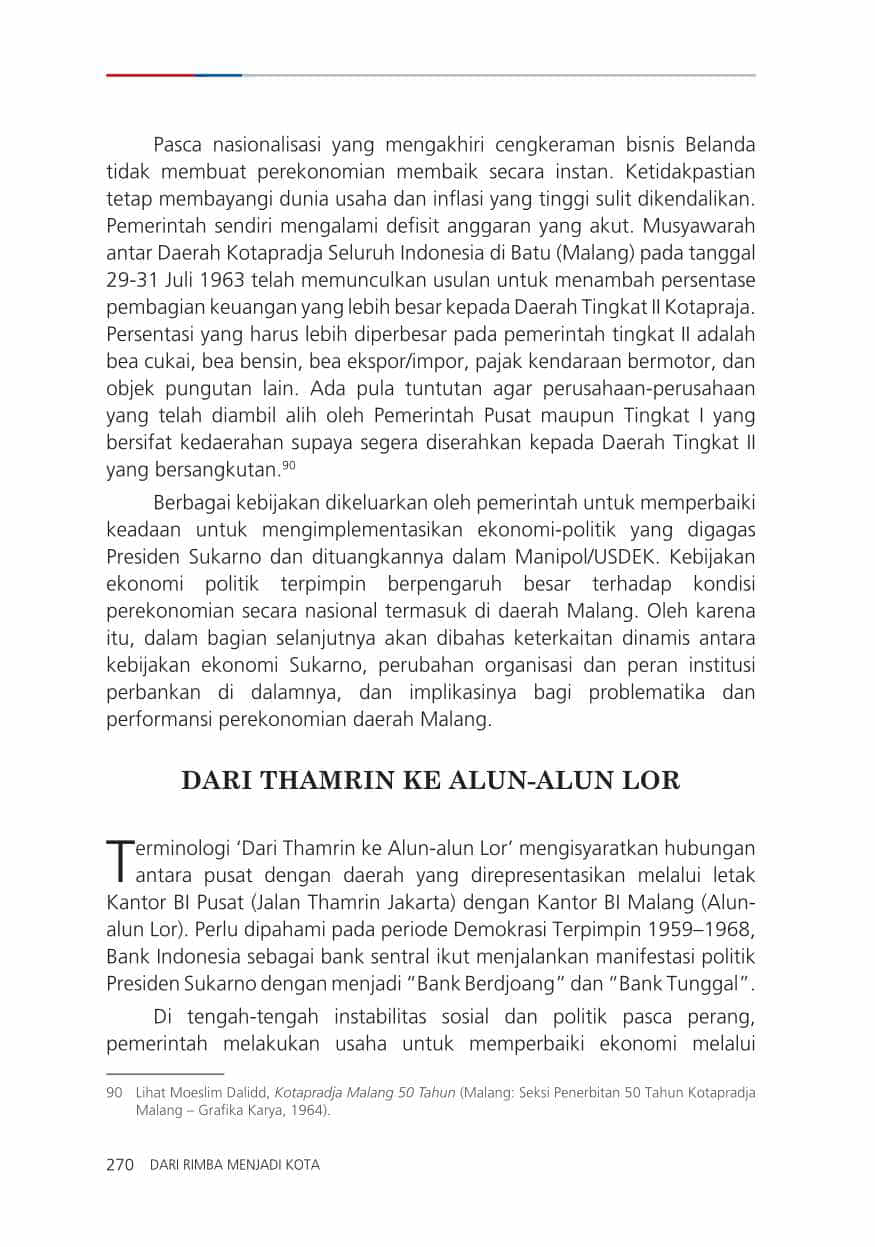 Pasca nasionalisasi yang mengakhiri cengkeraman bisnis Belanda
tidak membuat perekonomian membaik secara instan. Ketidakpastian
tetap membayangi dunia usaha dan inflasi yang tinggi sulit dikendalikan.
Pemerintah sendiri mengalami defisit anggaran yang akut. Musyawarah
antar Daerah Kotapradja Seluruh Indonesia di Batu (Malang) pada tanggal
29-31 Juli 1963 telah memunculkan usulan untuk menambah persentase
pembagian keuangan yang lebih besar kepada Daerah Tingkat II Kotapraja.
Persentasi yang harus lebih diperbesar pada pemerintah tingkat II adalah
bea cukai, bea bensin, bea ekspor/impor, pajak kendaraan bermotor, dan
objek pungutan lain. Ada pula tuntutan agar perusahaan-perusahaan
yang telah diambil alih oleh Pemerintah Pusat maupun Tingkat I yang
bersifat kedaerahan supaya segera diserahkan kepada Daerah Tingkat II
yang bersangkutan.⁹⁰
Berbagai kebijakan dikeluarkan oleh pemerintah untuk memperbaiki
keadaan untuk mengimplementasikan ekonomi-politik yang digagas
Presiden Sukarno dan dituangkannya dalam Manipol/USDEK. Kebijakan
ekonomi politik terpimpin berpengaruh besar terhadap kondisi
perekonomian secara nasional termasuk di daerah Malang. Oleh karena
itu, dalam bagian selanjutnya akan dibahas keterkaitan dinamis antara
kebijakan ekonomi Sukarno, perubahan organisasi dan peran institusi
perbankan di dalamnya, dan implikasinya bagi problematika dan
performansi perekonomian daerah Malang.
DARI THAMRIN KE ALUN-ALUN LOR
Terminologi ‘Dari Thamrin ke Alun-alun Lor’ mengisyaratkan hubungan
antara pusat dengan daerah yang direpresentasikan melalui letak
Kantor BI Pusat (Jalan Thamrin Jakarta) dengan Kantor BI Malang (Alun-
alun Lor). Perlu dipahami pada periode Demokrasi Terpimpin 1959–1968,
Bank Indonesia sebagai bank sentral ikut menjalankan manifestasi politik
Presiden Sukarno dengan menjadi “Bank Berdjoang” dan “Bank Tunggal”.
Di tengah-tengah instabilitas sosial dan politik pasca perang,
pemerintah melakukan usaha untuk memperbaiki ekonomi melalui
90 Lihat Moeslim Dalidd, Kotapradja Malang 50 Tahun (Malang: Seksi Penerbitan 50 Tahun Kotapradja
Malang – Grafika Karya, 1964).
270 DARI RIMBA MENJADI KOTA